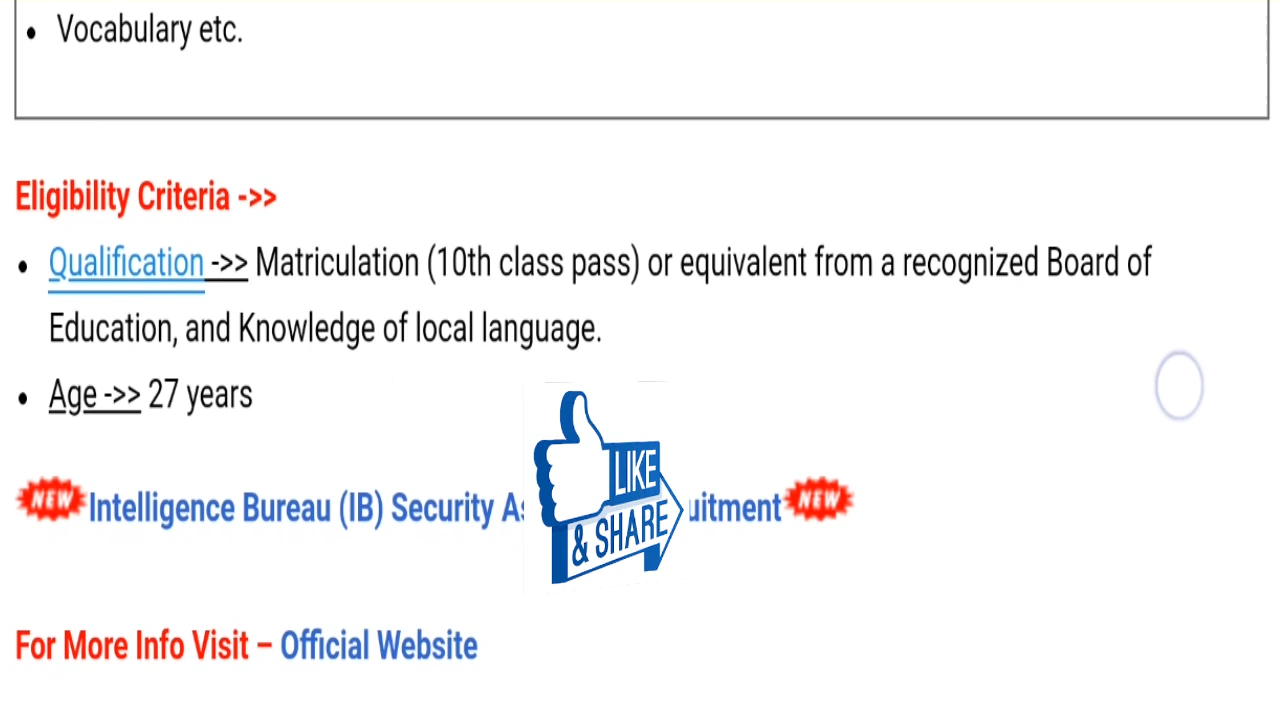 • Vocabulary etc.
Eligibility Criteria ->>
• Qualification ->> Matriculation (10th class pass) or equivalent from a recognized Board of
Education, and Knowledge of local language.
• Age ->> 27 years
NEW Intelligence Bureau (IB) Security As uitment NEW
LIKE
& SHARE
For More Info Visit – Official Website